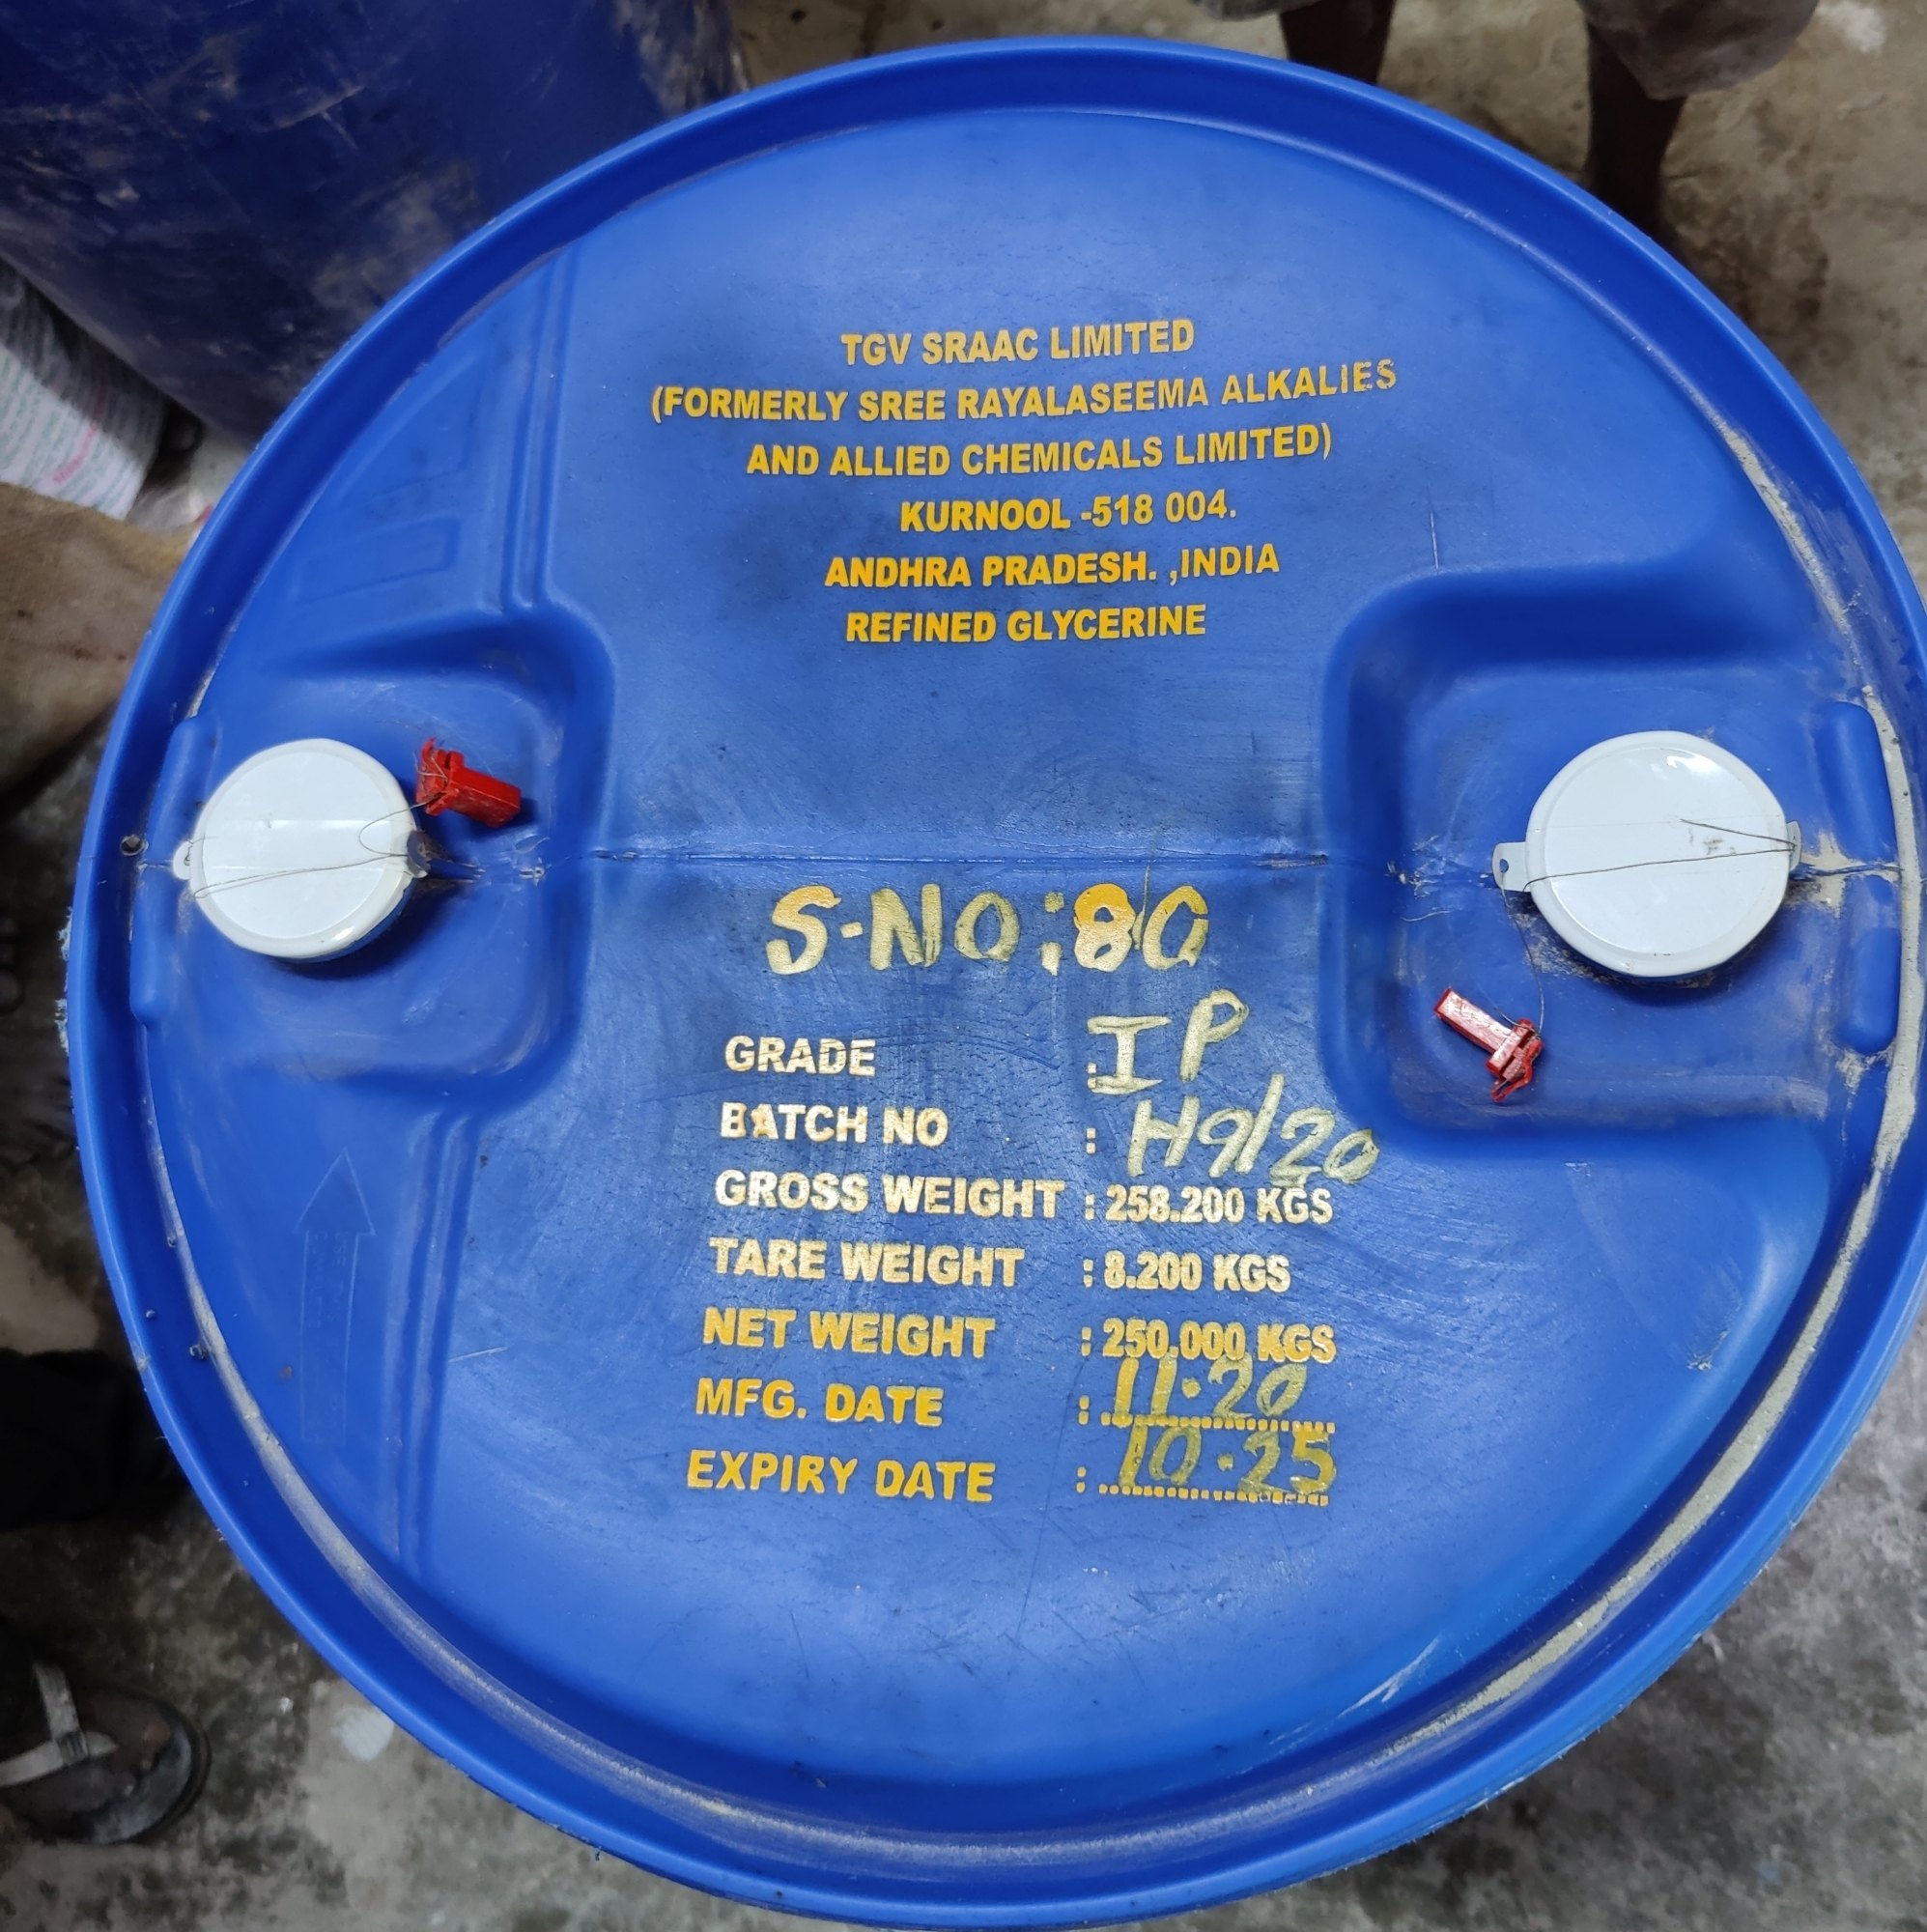 TGV SRAAC LIMITED
(FORMERLY SREE RAYALASEEMA ALKALIES
AND ALLIED CHEMICALS LIMITED)
KURNOOL -518 004.
ANDHRA PRADESH. ,INDIA
REFINED GLYCERINE
S-NO:80
GRADE : IP
BATCH NO : H9/20
GROSS WEIGHT : 258.200 KGS
TARE WEIGHT : 8.200 KGS
NET WEIGHT : 250.000 KGS
MFG. DATE : 11.20
EXPIRY DATE : 10.25